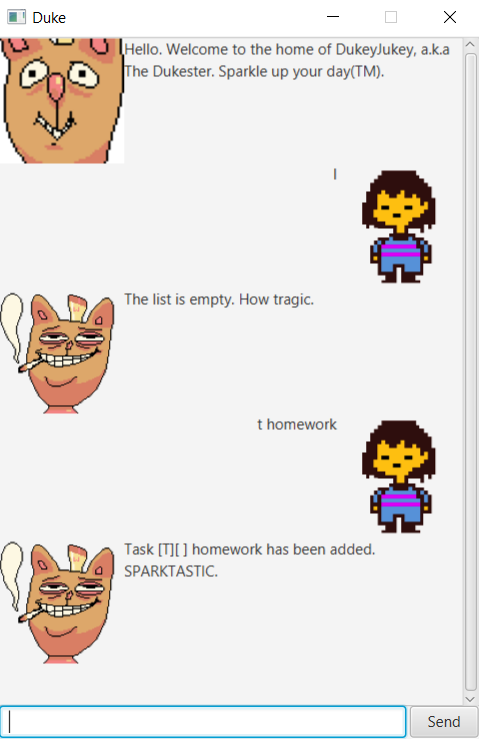 Duke
Hello. Welcome to the home of DukeyJukey, a.k.a
The Dukester. Sparkle up your day(TM).
l
The list is empty. How tragic.
t homework
Task [T][ ] homework has been added.
SPARKTASTIC.
Send